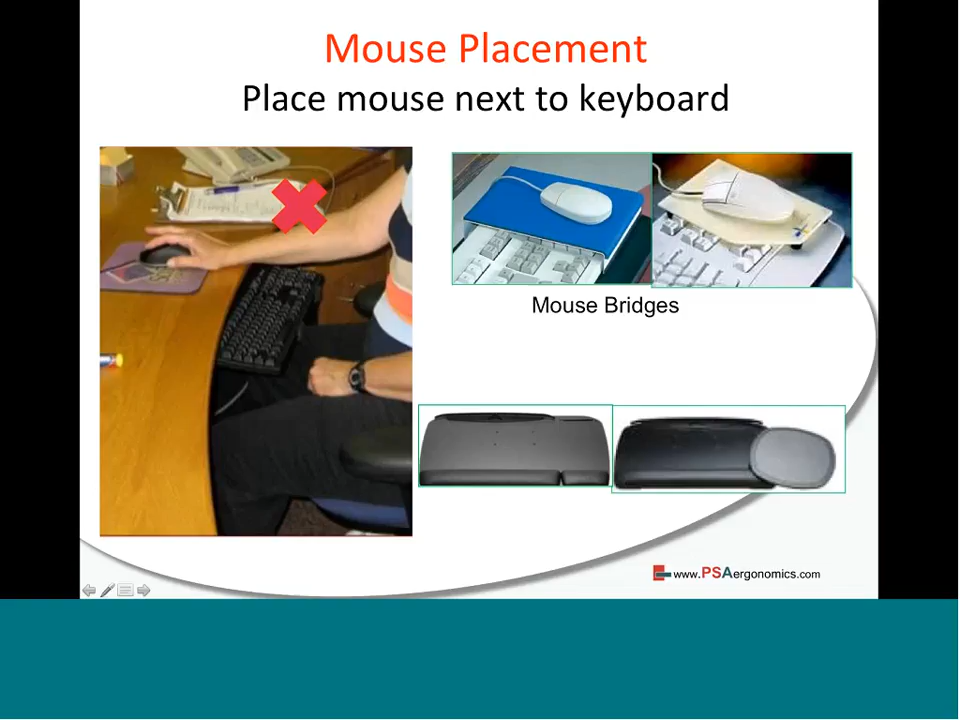 Mouse Placement
Place mouse next to keyboard
Mouse Bridges
www.PSAergonomics.com